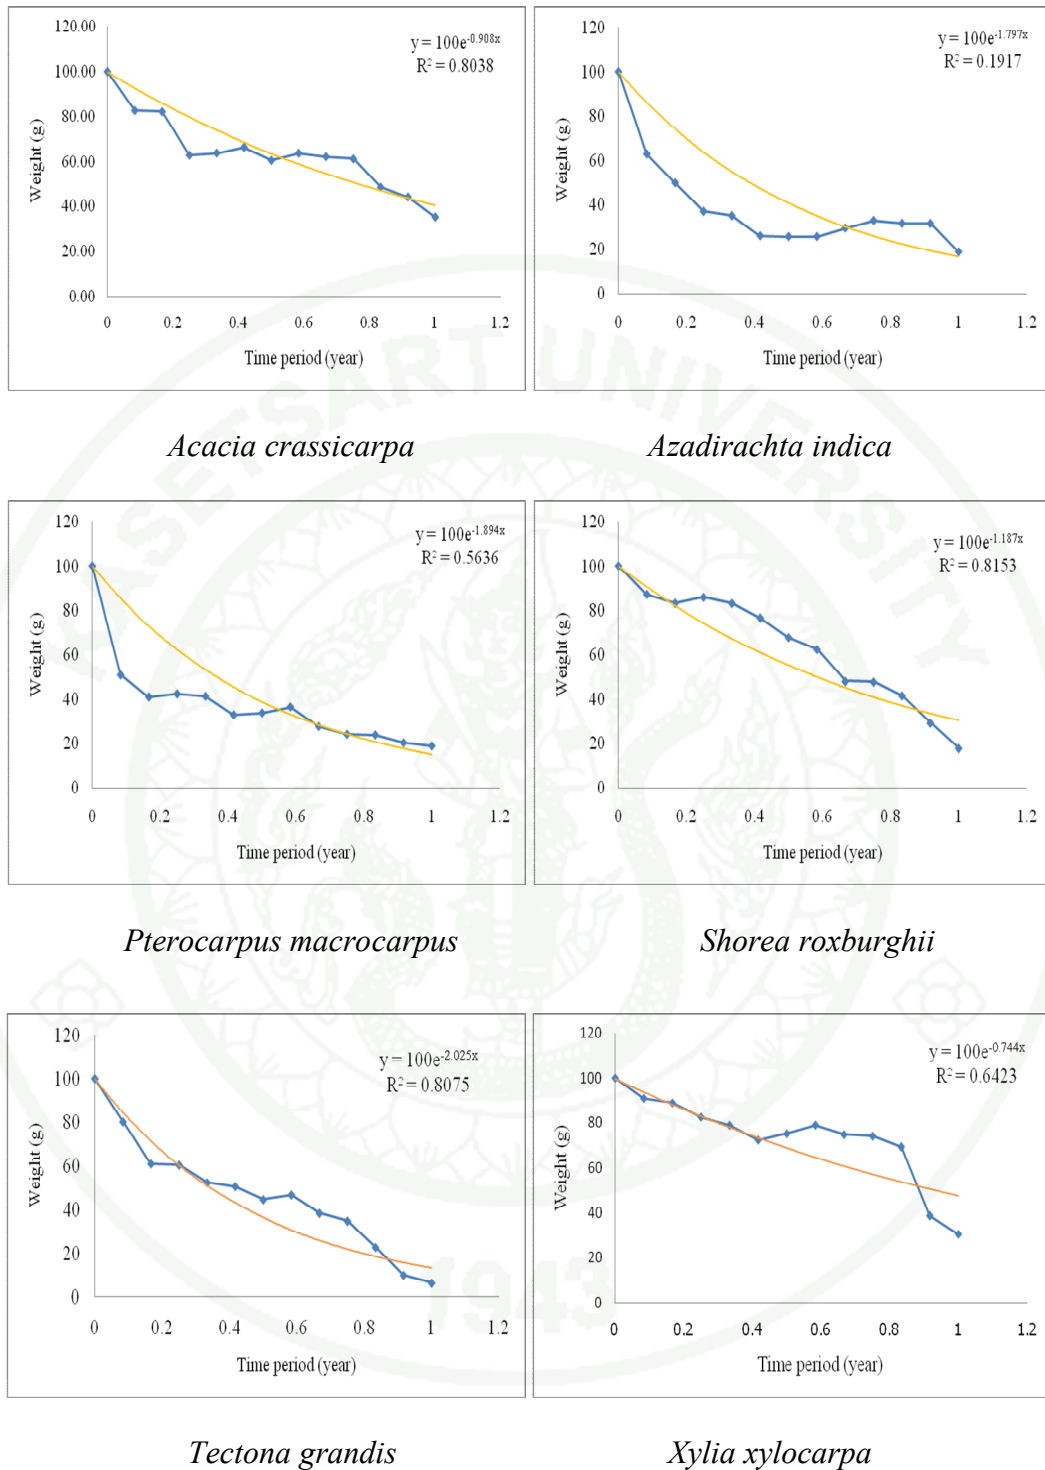 120.00
100.00
80.00
60.00
40.00
20.00
0.00
Weight (g)
y = 100e^-0.908x
R² = 0.8038
0 0.2 0.4 0.6 0.8 1 1.2
Time period (year)
Acacia crassicarpa
120
100
80
60
40
20
0
Weight (g)
y = 100e^-1.797x
R² = 0.1917
0 0.2 0.4 0.6 0.8 1 1.2
Time period (year)
Azadirachta indica
120
100
80
60
40
20
0
Weight (g)
y = 100e^-1.894x
R² = 0.5636
0 0.2 0.4 0.6 0.8 1 1.2
Time period (year)
Pterocarpus macrocarpus
120
100
80
60
40
20
0
Weight (g)
y = 100e^-1.187x
R² = 0.8153
0 0.2 0.4 0.6 0.8 1 1.2
Time period (year)
Shorea roxburghii
120
100
80
60
40
20
0
Weight (g)
y = 100e^-2.025x
R² = 0.8075
0 0.2 0.4 0.6 0.8 1 1.2
Time period (year)
Tectona grandis
120
100
80
60
40
20
0
Weight (g)
y = 100e^-0.744x
R² = 0.6423
0 0.2 0.4 0.6 0.8 1 1.2
Time period (year)
Xylia xylocarpa
KASETSART UNIVERSITY
1943